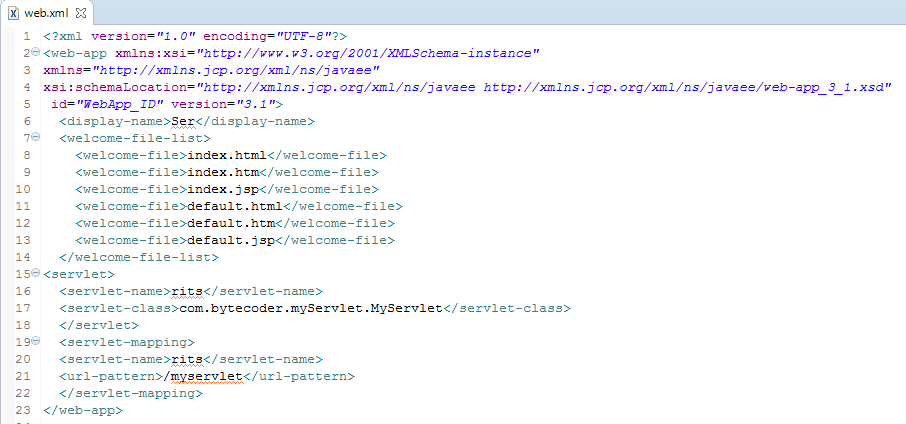 web.xml
1 <?xml version="1.0" encoding="UTF-8"?>
2 <web-app xmlns:xsi="http://www.w3.org/2001/XMLSchema-instance"
3 xmlns="http://xmlns.jcp.org/xml/ns/javaee"
4 xsi:schemaLocation="http://xmlns.jcp.org/xml/ns/javaee http://xmlns.jcp.org/xml/ns/javaee/web-app_3_1.xsd"
5  id="WebApp_ID" version="3.1">
6   <display-name>Ser</display-name>
7   <welcome-file-list>
8     <welcome-file>index.html</welcome-file>
9     <welcome-file>index.htm</welcome-file>
10     <welcome-file>index.jsp</welcome-file>
11     <welcome-file>default.html</welcome-file>
12     <welcome-file>default.htm</welcome-file>
13     <welcome-file>default.jsp</welcome-file>
14   </welcome-file-list>
15 <servlet>
16   <servlet-name>rits</servlet-name>
17   <servlet-class>com.bytecoder.myServlet.MyServlet</servlet-class>
18   </servlet>
19   <servlet-mapping>
20   <servlet-name>rits</servlet-name>
21   <url-pattern>/myservlet</url-pattern>
22   </servlet-mapping>
23 </web-app>